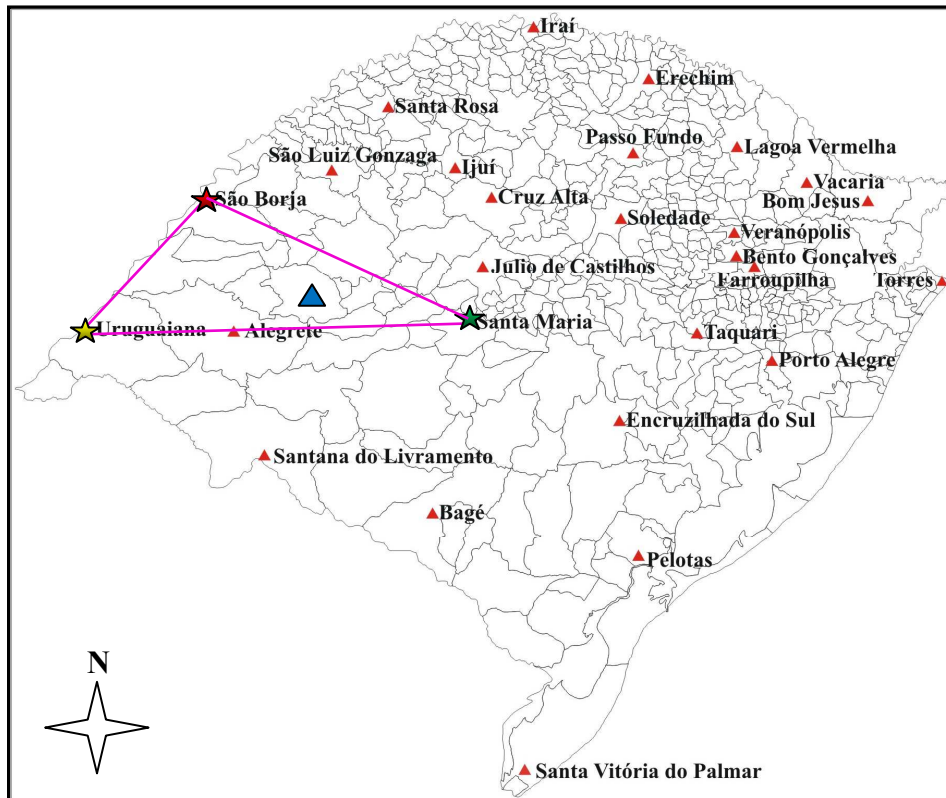 Iraí
Erechim
Santa Rosa
Passo Fundo
Lagoa Vermelha
São Luiz Gonzaga
Ijuí
Vacaria
São Borja
Cruz Alta
Bom Jesus
Soledade
Veranópolis
Bento Gonçalves
Julio de Castilhos
Farroupilha
Torres
Uruguaiana
Alegrete
Santa Maria
Taquari
Porto Alegre
Encruzilhada do Sul
Santana do Livramento
Bagé
Pelotas
N
Santa Vitória do Palmar